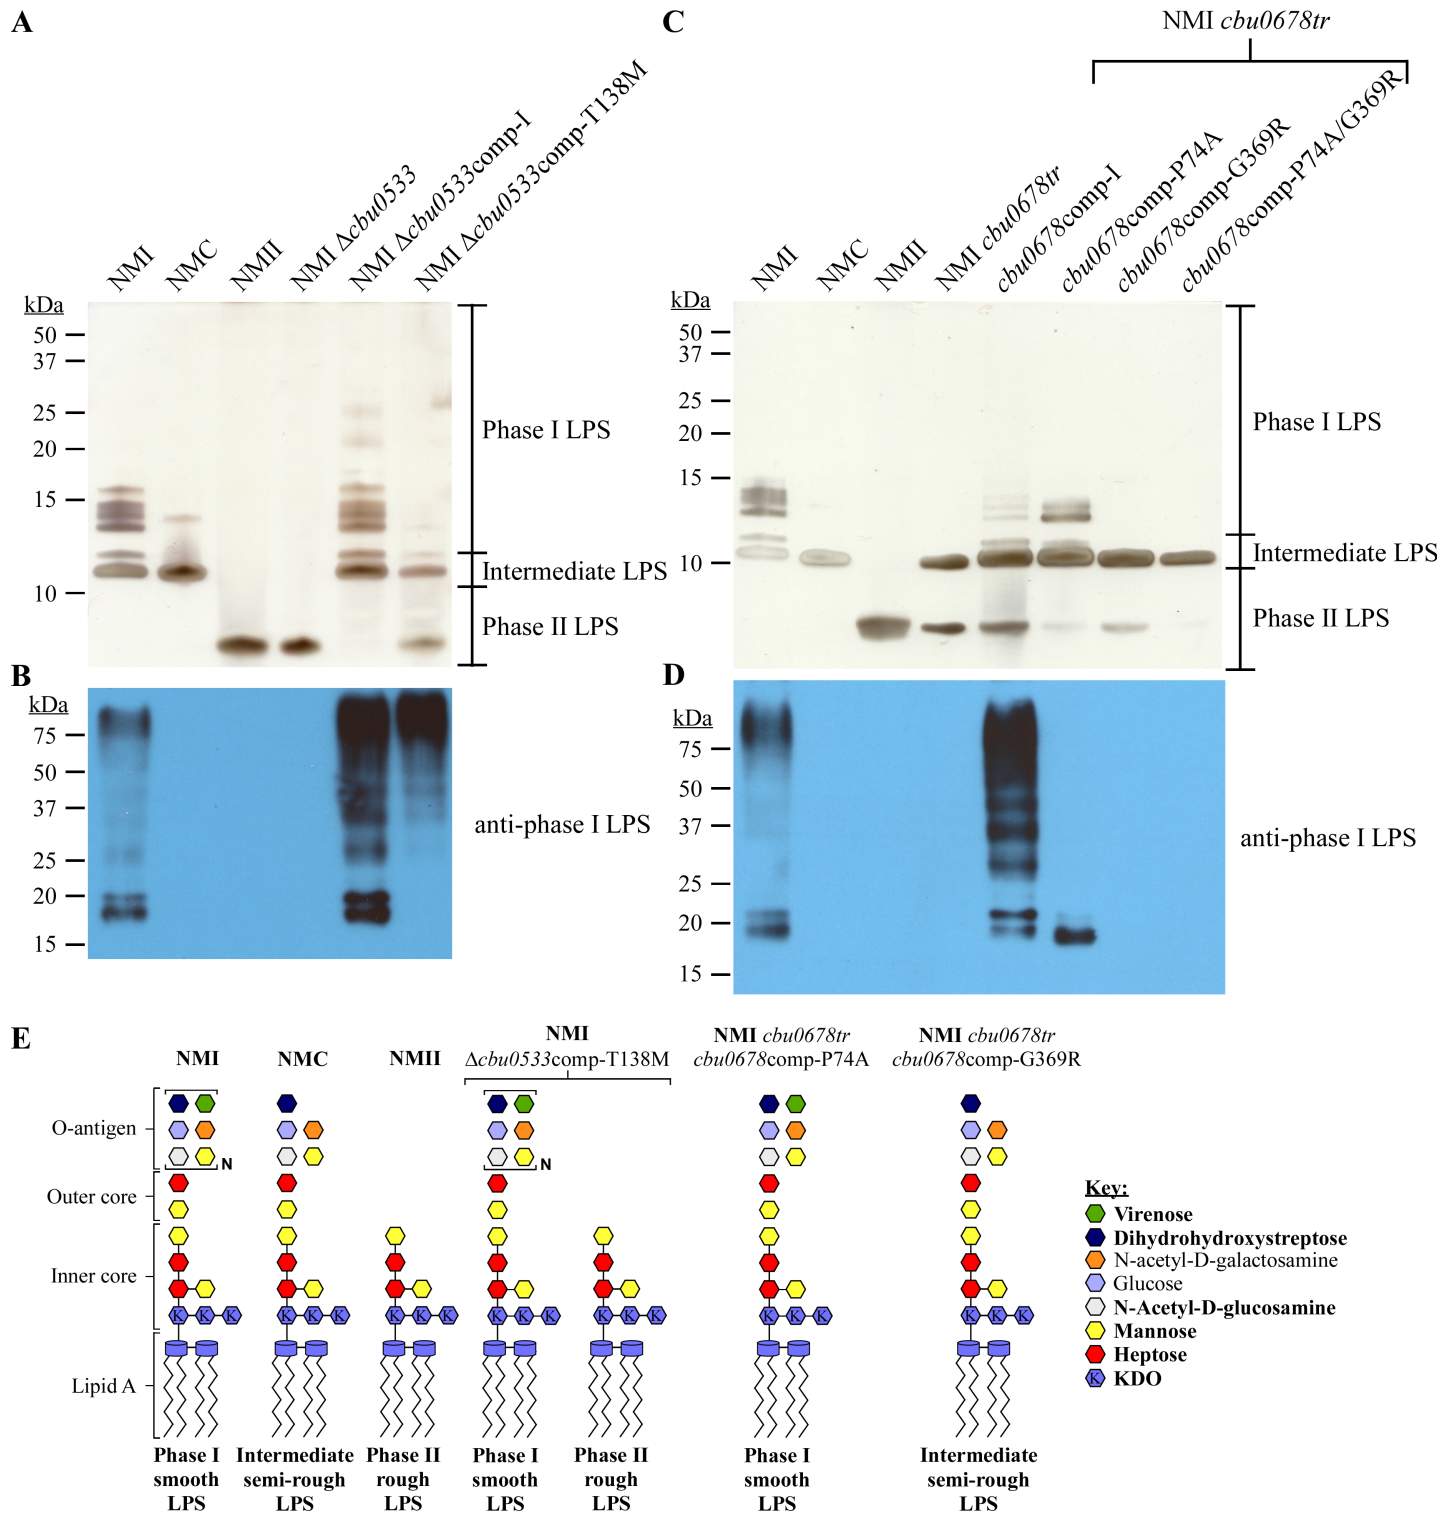 A
NMI
NMC
NMII
NMI Δcbu0533
NMI Δcbu0533comp-I
NMI Δcbu0533comp-T138M
kDa
50
37
25
20
15
10
Phase I LPS
Intermediate LPS
Phase II LPS
B
kDa
75
50
37
25
20
15
anti-phase I LPS
C
NMI cbu0678tr
NMI
NMC
NMII
NMI cbu0678tr
cbu0678comp-I
cbu0678comp-P74A
cbu0678comp-G369R
cbu0678comp-P74A/G369R
kDa
50
37
25
20
15
10
Phase I LPS
Intermediate LPS
Phase II LPS
D
kDa
75
50
37
25
20
15
anti-phase I LPS
E
NMI
NMC
NMII
NMI
Δcbu0533comp-T138M
NMI cbu0678tr
cbu0678comp-P74A
NMI cbu0678tr
cbu0678comp-G369R
O-antigen
N
N
Outer core
Inner core
K K K
K K K
K K K
K K K
K K K
K K K
K K K
Lipid A
Phase I
smooth
LPS
Intermediate
semi-rough
LPS
Phase II
rough
LPS
Phase I
smooth
LPS
Phase II
rough
LPS
Phase I
smooth
LPS
Intermediate
semi-rough
LPS
Key:
Virenose
Dihydrohydroxystreptose
N-acetyl-D-galactosamine
Glucose
N-Acetyl-D-glucosamine
Mannose
Heptose
K KDO